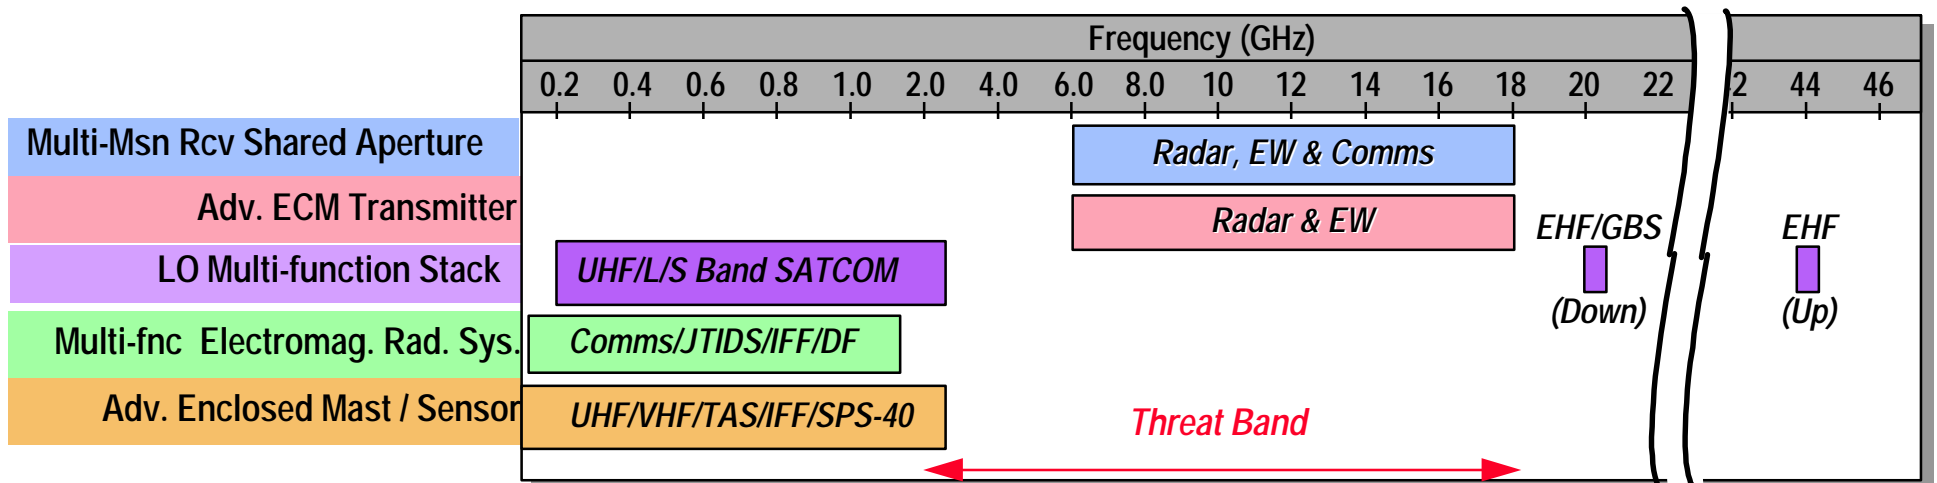 Frequency (GHz)
0.2 0.4 0.6 0.8 1.0 2.0 4.0 6.0 8.0 10 12 14 16 18 20 22 2 44 46
Multi-Msn Rcv Shared Aperture
Radar, EW & Comms
Adv. ECM Transmitter
Radar & EW
EHF/GBS
EHF
LO Multi-function Stack
UHF/L/S Band SATCOM
(Down)
(Up)
Multi-fnc Electromag. Rad. Sys.
Comms/JTIDS/IFF/DF
Adv. Enclosed Mast / Sensor
UHF/VHF/TAS/IFF/SPS-40
Threat Band